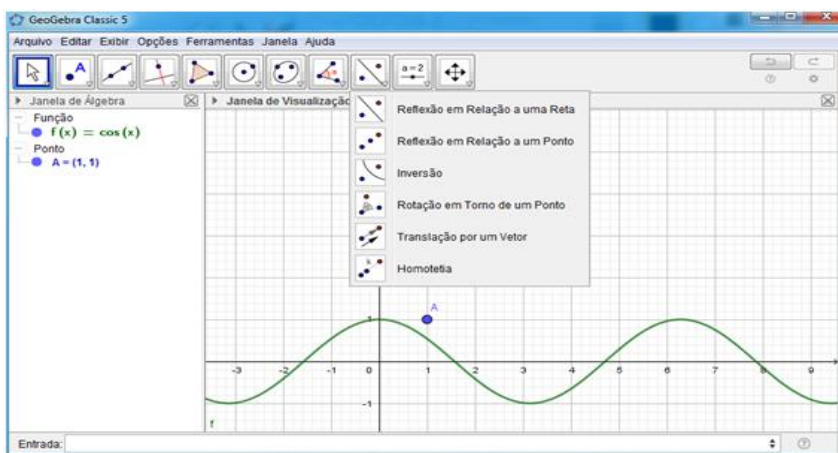 GeoGebra Classic 5
Arquivo Editar Exibir Opções Ferramentas Janela Ajuda
A
a=2
Janela de Álgebra
Janela de Visualização
Função
f(x) = cos(x)
Ponto
A = (1, 1)
Reflexão em Relação a uma Reta
Reflexão em Relação a um Ponto
Inversão
Rotação em Torno de um Ponto
Translação por um Vetor
Homotetia
A
1
-3 -2 -1 0 1 2 3 4 5 6 7 8 9
-1
f
Entrada: